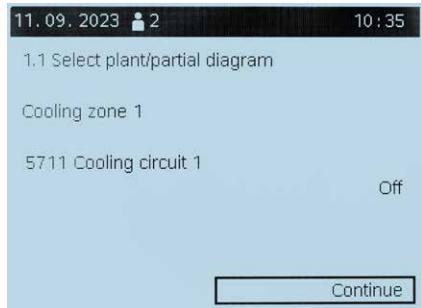 11.09.2023 2 10:35
1.1 Select plant/partial diagram
Cooling zone 1
5711 Cooling circuit 1
Off
Continue